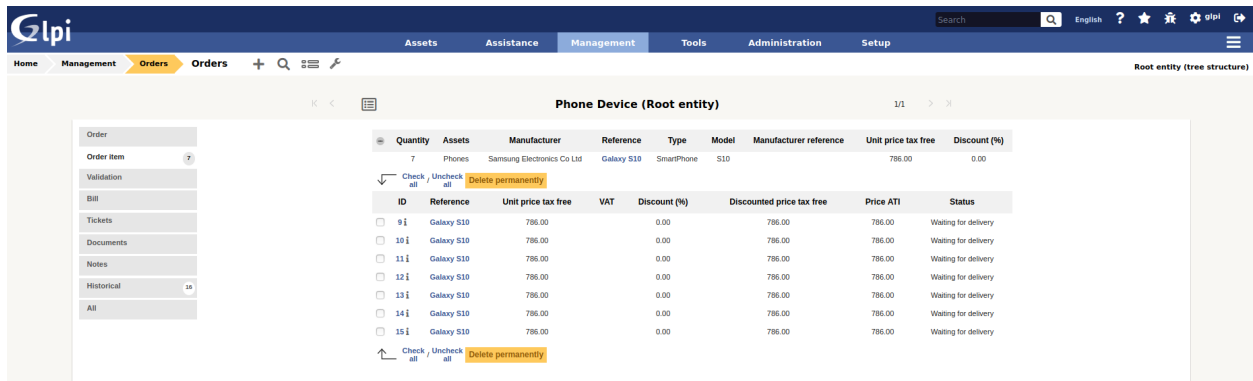 Glpi
Search English ? glpi
Assets Assistance Management Tools Administration Setup
Home Management Orders Orders
Root entity (tree structure)
Phone Device (Root entity) 1/1
Order
Order item 7
Validation
Bill
Tickets
Documents
Notes
Historical 16
All
Quantity Assets Manufacturer Reference Type Model Manufacturer reference Unit price tax free Discount (%)
7 Phones Samsung Electronics Co Ltd Galaxy S10 SmartPhone S10 786.00 0.00
Check all / Uncheck all Delete permanently
ID Reference Unit price tax free VAT Discount (%) Discounted price tax free Price ATI Status
9 i Galaxy S10 786.00 0.00 786.00 786.00 Waiting for delivery
10 i Galaxy S10 786.00 0.00 786.00 786.00 Waiting for delivery
11 i Galaxy S10 786.00 0.00 786.00 786.00 Waiting for delivery
12 i Galaxy S10 786.00 0.00 786.00 786.00 Waiting for delivery
13 i Galaxy S10 786.00 0.00 786.00 786.00 Waiting for delivery
14 i Galaxy S10 786.00 0.00 786.00 786.00 Waiting for delivery
15 i Galaxy S10 786.00 0.00 786.00 786.00 Waiting for delivery
Check all / Uncheck all Delete permanently